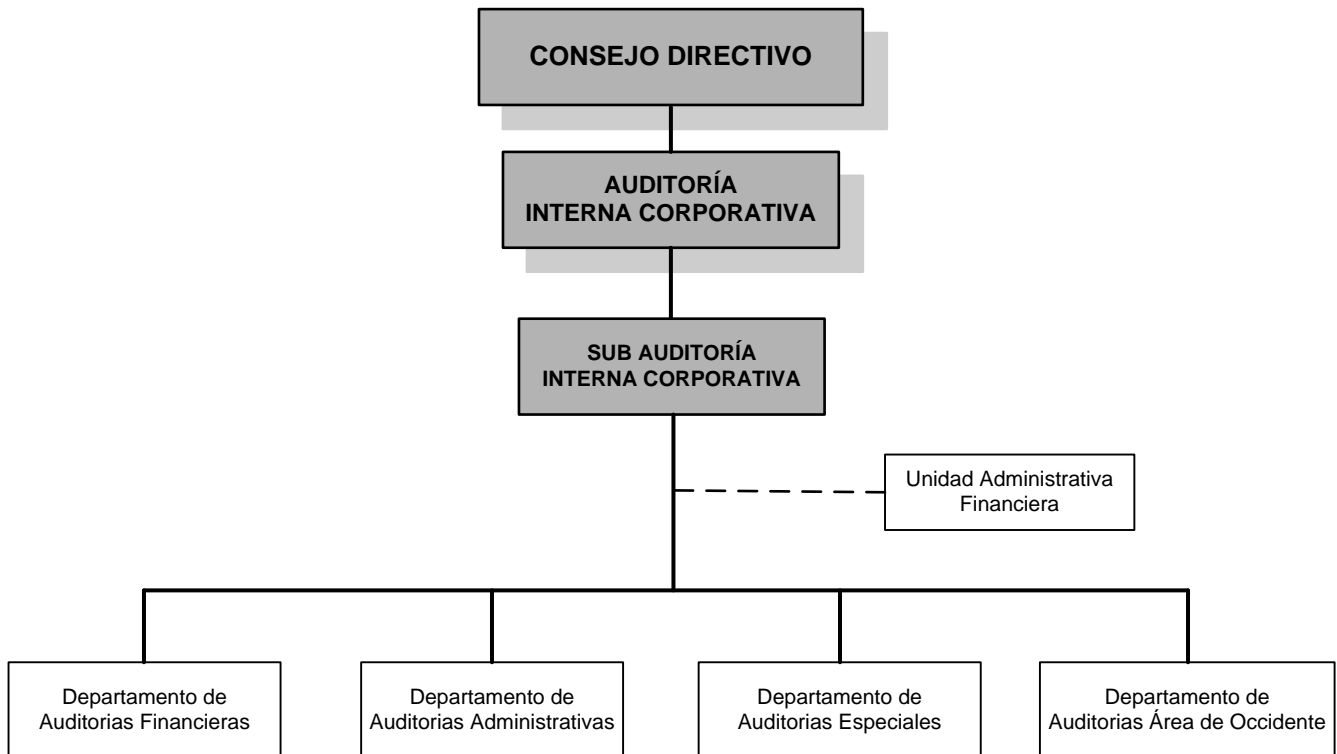 CONSEJO DIRECTIVO
AUDITORÍA
INTERNA CORPORATIVA
SUB AUDITORÍA
INTERNA CORPORATIVA
Unidad Administrativa
Financiera
Departamento de
Auditorias Financieras
Departamento de
Auditorias Administrativas
Departamento de
Auditorias Especiales
Departamento de
Auditorias Área de Occidente